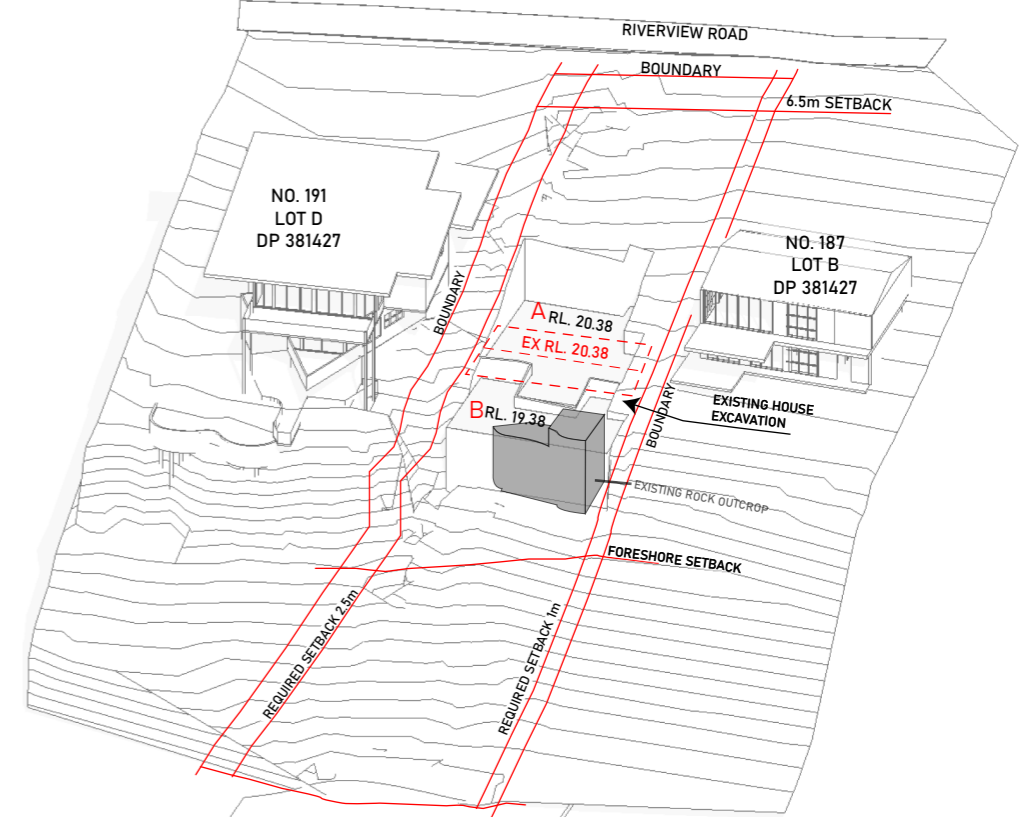 RIVERVIEW ROAD
BOUNDARY
6.5m SETBACK
NO. 191
LOT D
DP 381427
NO. 187
LOT B
DP 381427
BOUNDARY
A RL. 20.38
EX RL. 20.38
B RL. 19.38
EXISTING HOUSE
EXCAVATION
BOUNDARY
EXISTING ROCK OUTCROP
FORESHORE SETBACK
REQUIRED SETBACK 2.5m
REQUIRED SETBACK 1m